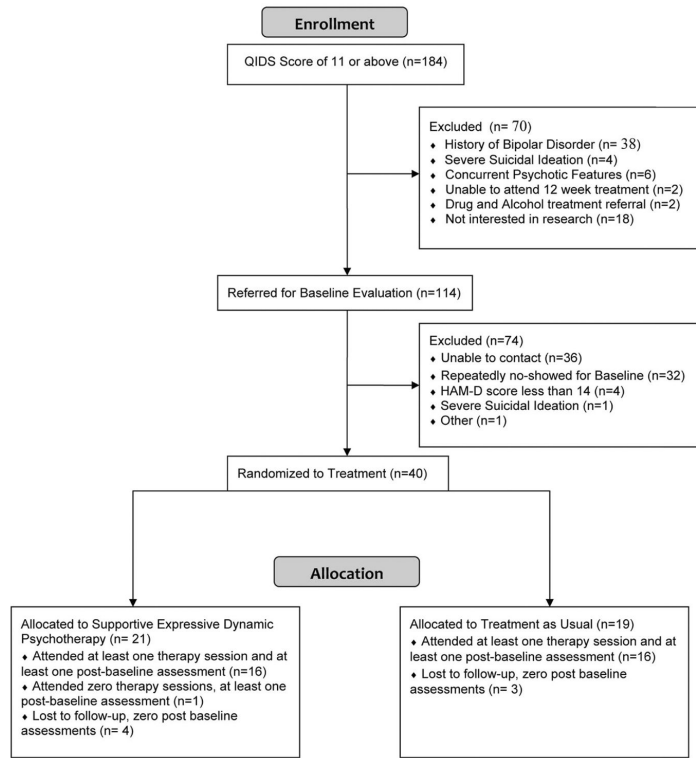 Enrollment
QIDS Score of 11 or above (n=184)
Excluded (n= 70)
♦ History of Bipolar Disorder (n= 38)
♦ Severe Suicidal Ideation (n=4)
♦ Concurrent Psychotic Features (n=6)
♦ Unable to attend 12 week treatment (n=2)
♦ Drug and Alcohol treatment referral (n=2)
♦ Not interested in research (n=18)
Referred for Baseline Evaluation (n=114)
Excluded (n=74)
♦ Unable to contact (n=36)
♦ Repeatedly no-showed for Baseline (n=32)
♦ HAM-D score less than 14 (n=4)
♦ Severe Suicidal Ideation (n=1)
♦ Other (n=1)
Randomized to Treatment (n=40)
Allocation
Allocated to Supportive Expressive Dynamic
Psychotherapy (n= 21)
♦ Attended at least one therapy session and at
least one post-baseline assessment (n=16)
♦ Attended zero therapy sessions, at least one
post-baseline assessment (n=1)
♦ Lost to follow-up, zero post baseline
assessments (n= 4)
Allocated to Treatment as Usual (n=19)
♦ Attended at least one therapy session and at
least one post-baseline assessment (n=16)
♦ Lost to follow-up, zero post baseline
assessments (n= 3)